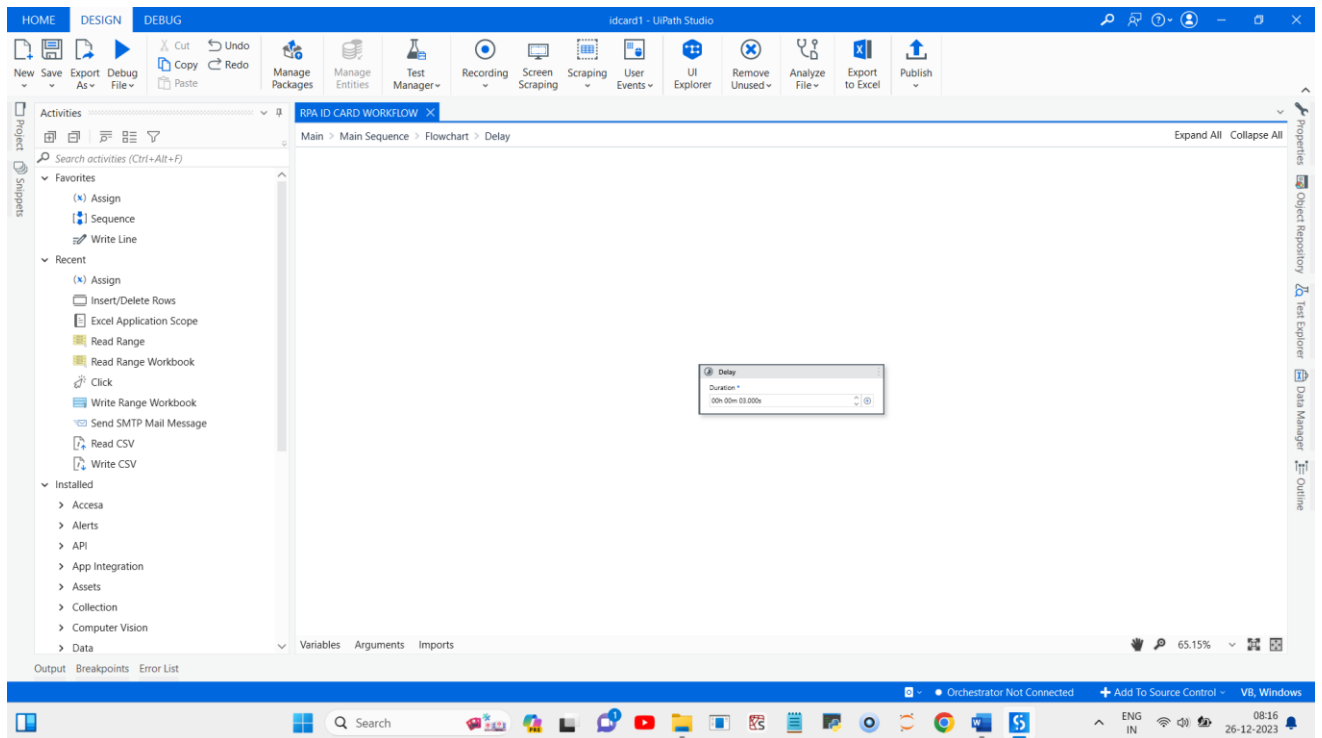 HOME DESIGN DEBUG
idcard1 - UiPath Studio
New Save Export As Debug File
Cut Copy Paste
Undo Redo
Manage Packages
Manage Entities
Test Manager
Recording
Screen Scraping
Scraping
User Events
UI Explorer
Remove Unused
Analyze File
Export to Excel
Publish
Project
Snippets
Activities
Search activities (Ctrl+Alt+F)
Favorites
Assign
Sequence
Write Line
Recent
Assign
Insert/Delete Rows
Excel Application Scope
Read Range
Read Range Workbook
Click
Write Range Workbook
Send SMTP Mail Message
Read CSV
Write CSV
Installed
Accesa
Alerts
API
App Integration
Assets
Collection
Computer Vision
Data
RPA ID CARD WORKFLOW
Main > Main Sequence > Flowchart > Delay
Expand All Collapse All
Delay
Duration *
00h 00m 03.000s
Properties
Object Repository
Test Explorer
Data Manager
Outline
Variables Arguments Imports
65.15%
Output Breakpoints Error List
Orchestrator Not Connected
Add To Source Control
VB, Windows
Search
ENG
IN
08:16
26-12-2023